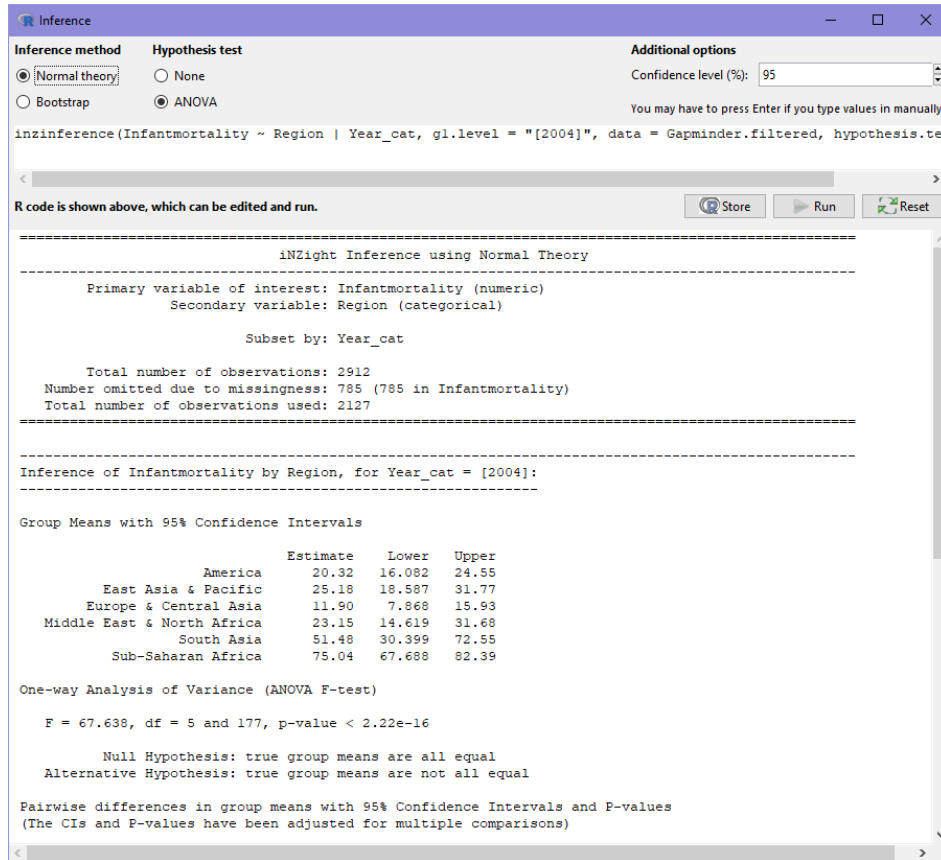 Inference
Inference method Hypothesis test Additional options
Normal theory None Confidence level (%): 95
Bootstrap ANOVA You may have to press Enter if you type values in manually
inzinference(Infantmortality ~ Region | Year_cat, g1.level = "[2004]", data = Gapminder.filtered, hypothesis.te
R code is shown above, which can be edited and run. Store Run Reset
iNZight Inference using Normal Theory
Primary variable of interest: Infantmortality (numeric)
Secondary variable: Region (categorical)
Subset by: Year_cat
Total number of observations: 2912
Number omitted due to missingness: 785 (785 in Infantmortality)
Total number of observations used: 2127
Inference of Infantmortality by Region, for Year_cat = [2004]:
Group Means with 95% Confidence Intervals
Estimate Lower Upper
America 20.32 16.082 24.55
East Asia & Pacific 25.18 18.587 31.77
Europe & Central Asia 11.90 7.868 15.93
Middle East & North Africa 23.15 14.619 31.68
South Asia 51.48 30.399 72.55
Sub-Saharan Africa 75.04 67.688 82.39
One-way Analysis of Variance (ANOVA F-test)
F = 67.638, df = 5 and 177, p-value < 2.22e-16
Null Hypothesis: true group means are all equal
Alternative Hypothesis: true group means are not all equal
Pairwise differences in group means with 95% Confidence Intervals and P-values
(The CIs and P-values have been adjusted for multiple comparisons)